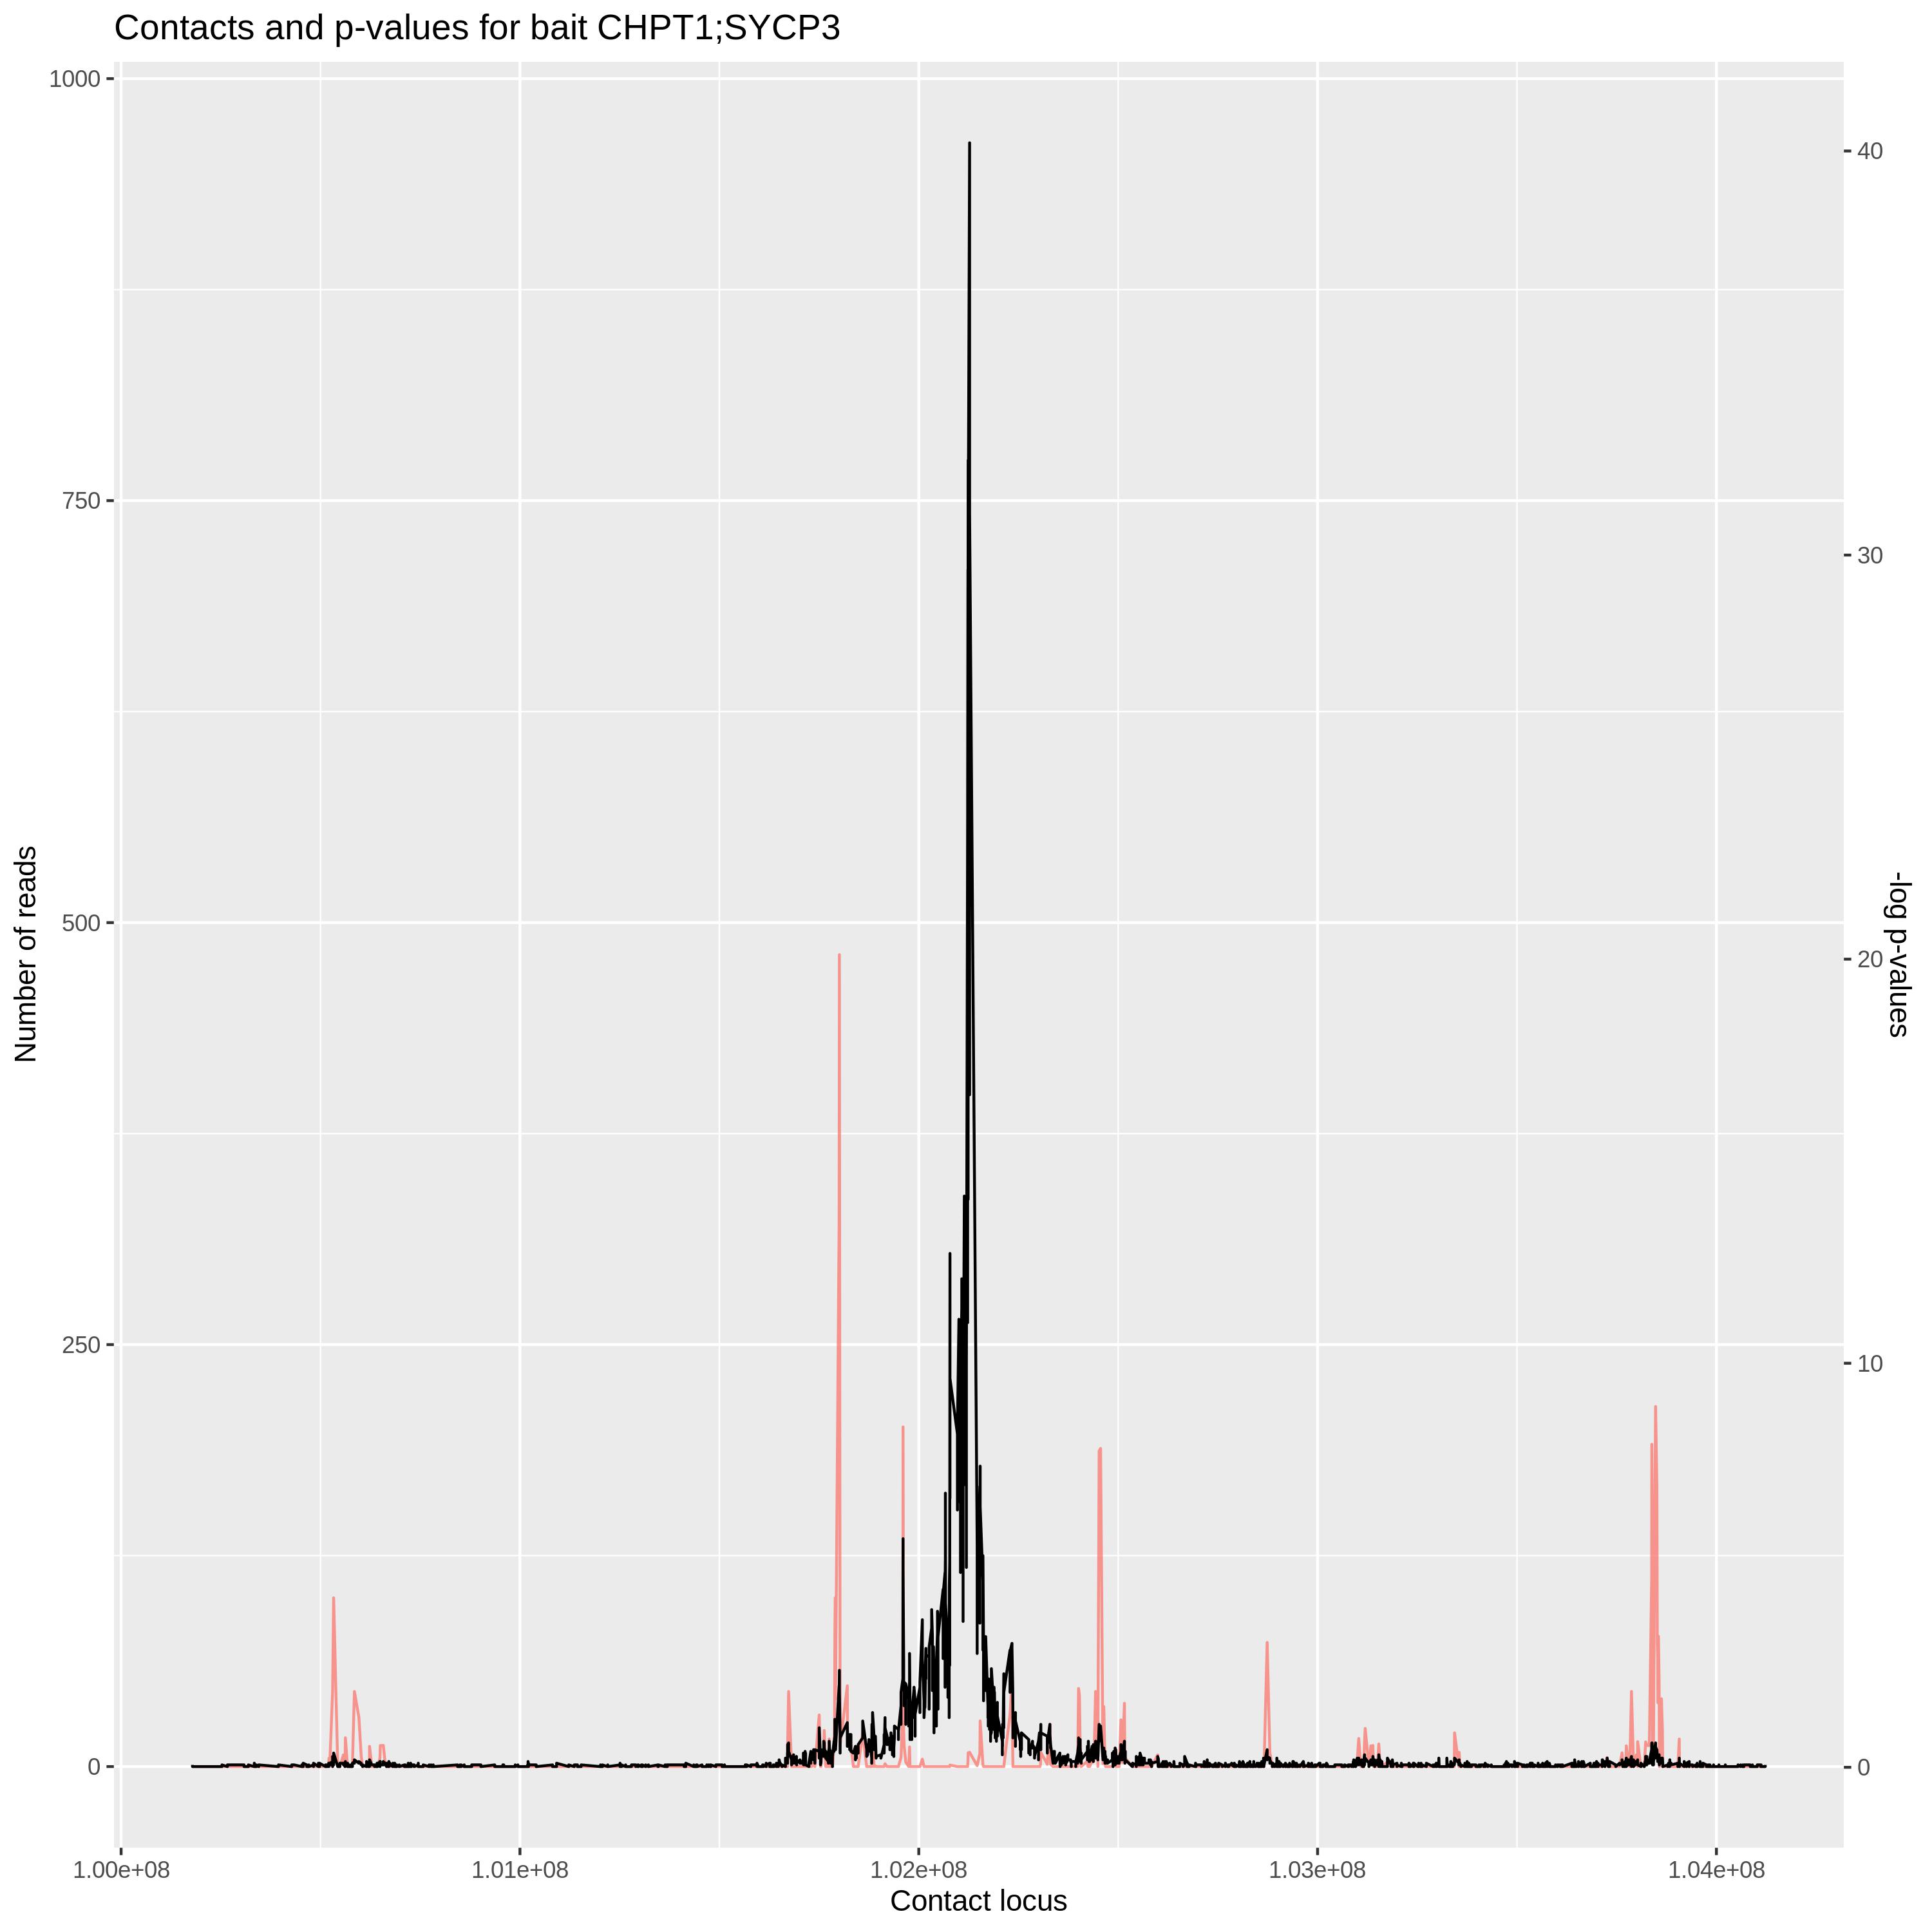 Contacts and p-values for bait CHPT1;SYCP3
1000
750
500
250
0
Number of reads
40
30
20
10
0
-log p-values
1.00e+08
1.01e+08
1.02e+08
1.03e+08
1.04e+08
Contact locus